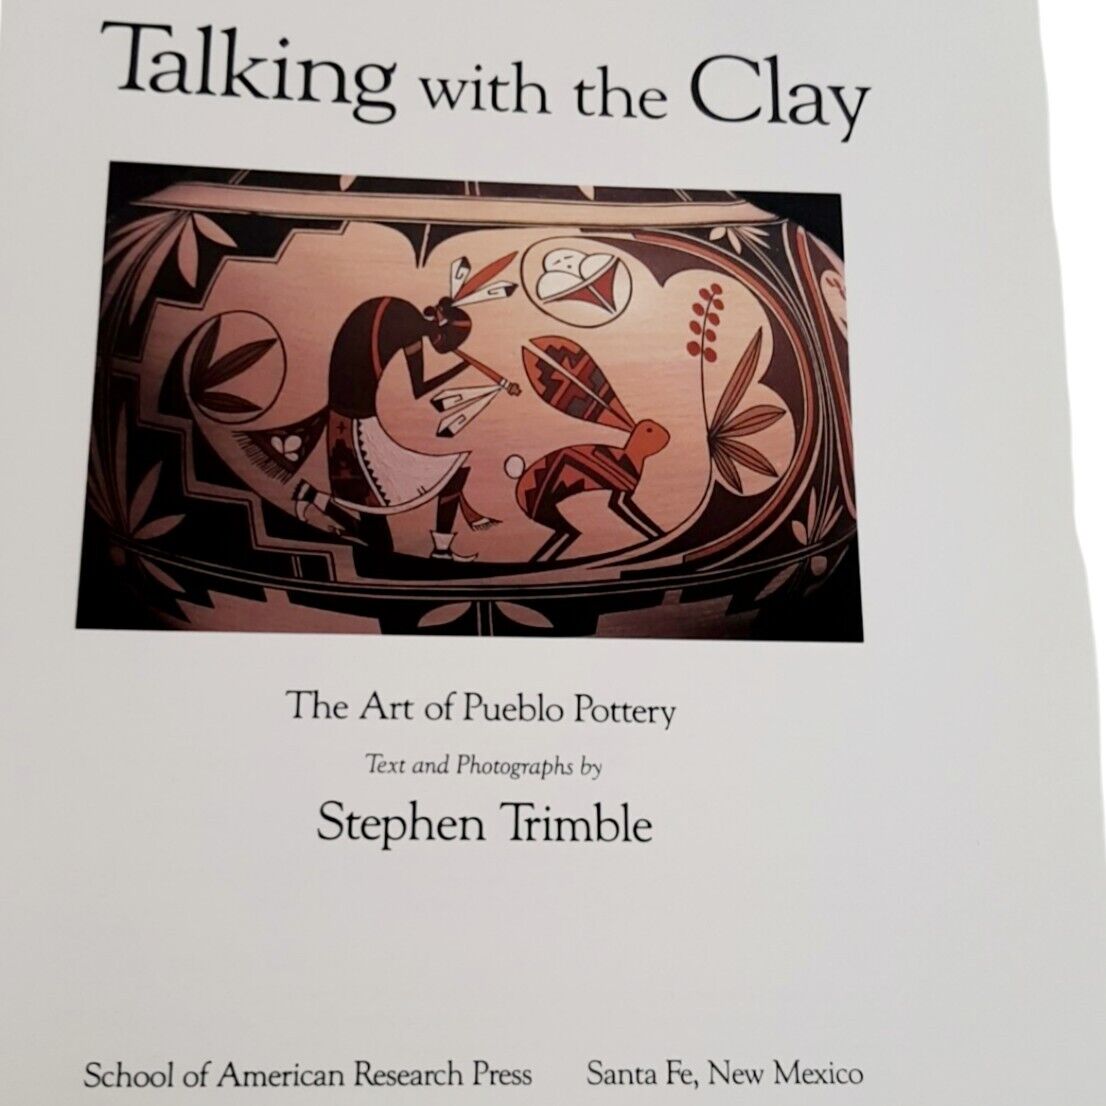 Talking with the Clay
The Art of Pueblo Pottery
Text and Photographs by
Stephen Trimble
School of American Research Press Santa Fe, New Mexico